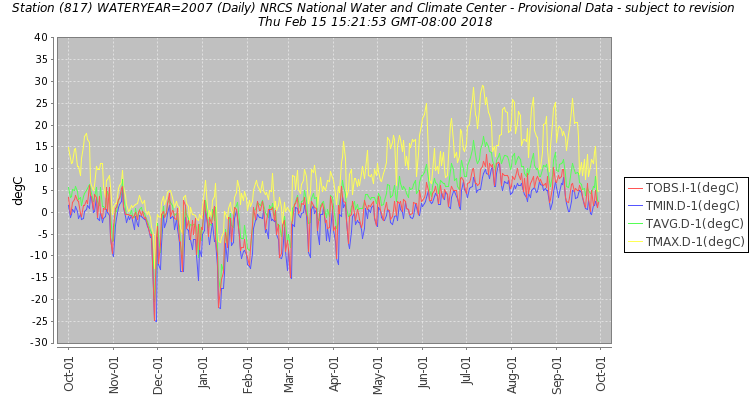 Station (817) WATERYEAR=2007 (Daily) NRCS National Water and Climate Center - Provisional Data - subject to revision
Thu Feb 15 15:21:53 GMT-08:00 2018
degC
40
35
30
25
20
15
10
5
0
-5
-10
-15
-20
-25
-30
Oct-01
Nov-01
Dec-01
Jan-01
Feb-01
Mar-01
Apr-01
May-01
Jun-01
Jul-01
Aug-01
Sep-01
Oct-01
TOBS.I-1(degC)
TMIN.D-1(degC)
TAVG.D-1(degC)
TMAX.D-1(degC)